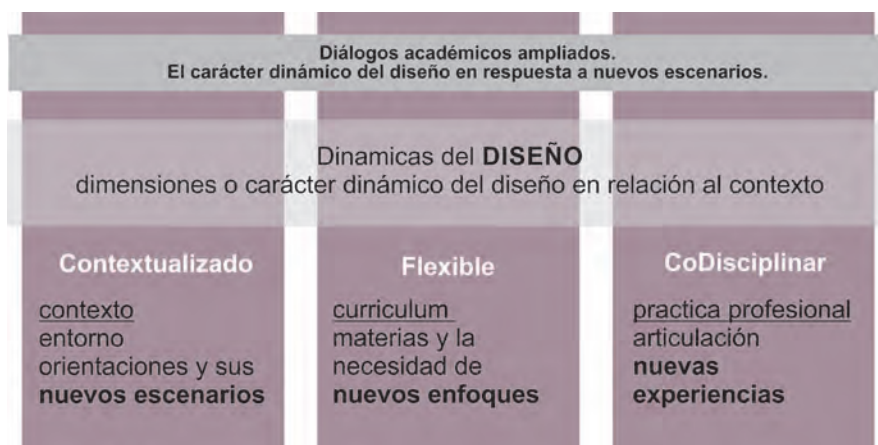 Diálogos académicos ampliados.
El carácter dinámico del diseño en respuesta a nuevos escenarios.
Dinamicas del DISEÑO
dimensiones o carácter dinámico del diseño en relación al contexto
Contextualizado
contexto
entorno
orientaciones y sus
nuevos escenarios
Flexible
curriculum
materias y la
necesidad de
nuevos enfoques
CoDisciplinar
practica profesional
articulación
nuevas
experiencias